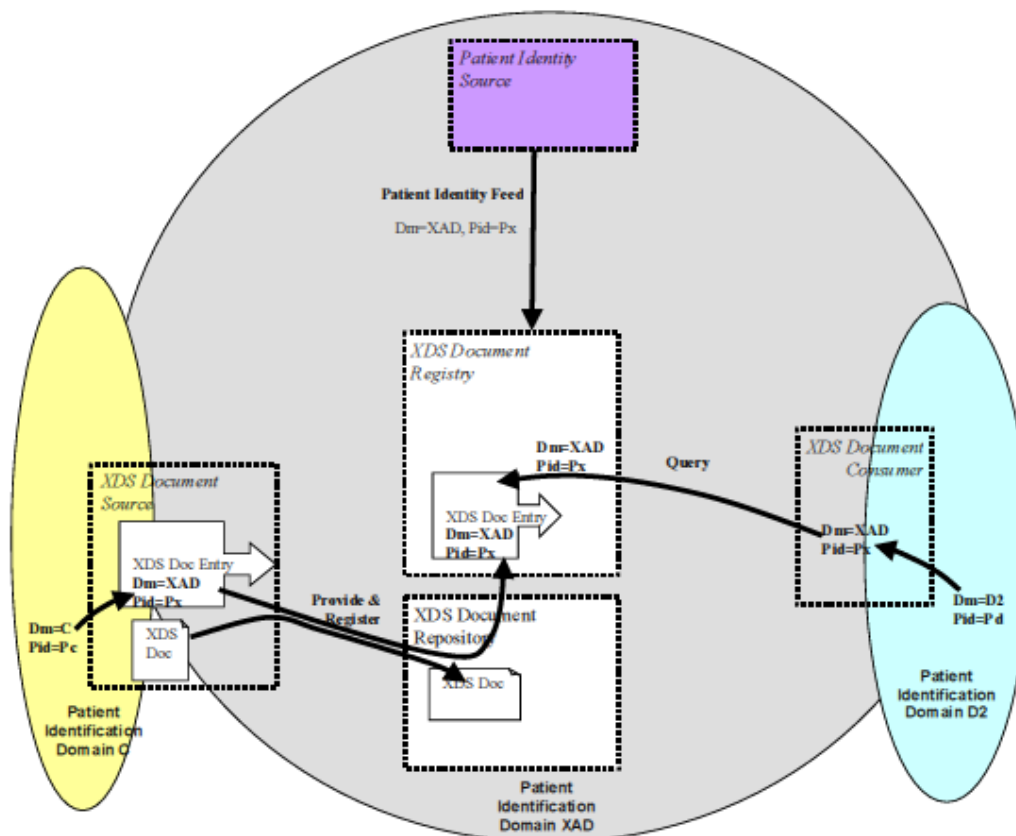 Patient Identity
Source
Patient Identity Feed
Dm=XAD, Pid=Px
XDS Document
Registry
Dm=XAD
Pid=Px
XDS Doc Entry
Dm=XAD
Pid=Px
Query
XDS Document
Consumer
Dm=XAD
Pid=Px
Dm=D2
Pid=Pd
Patient
Identification
Domain D2
XDS Document
Source
XDS Doc Entry
Dm=XAD
Pid=Px
Dm=C
Pid=Pc
XDS
Doc
Patient
Identification
Domain C
Provide &
Register
XDS Document
Repository
XDS Doc
Patient
Identification
Domain XAD